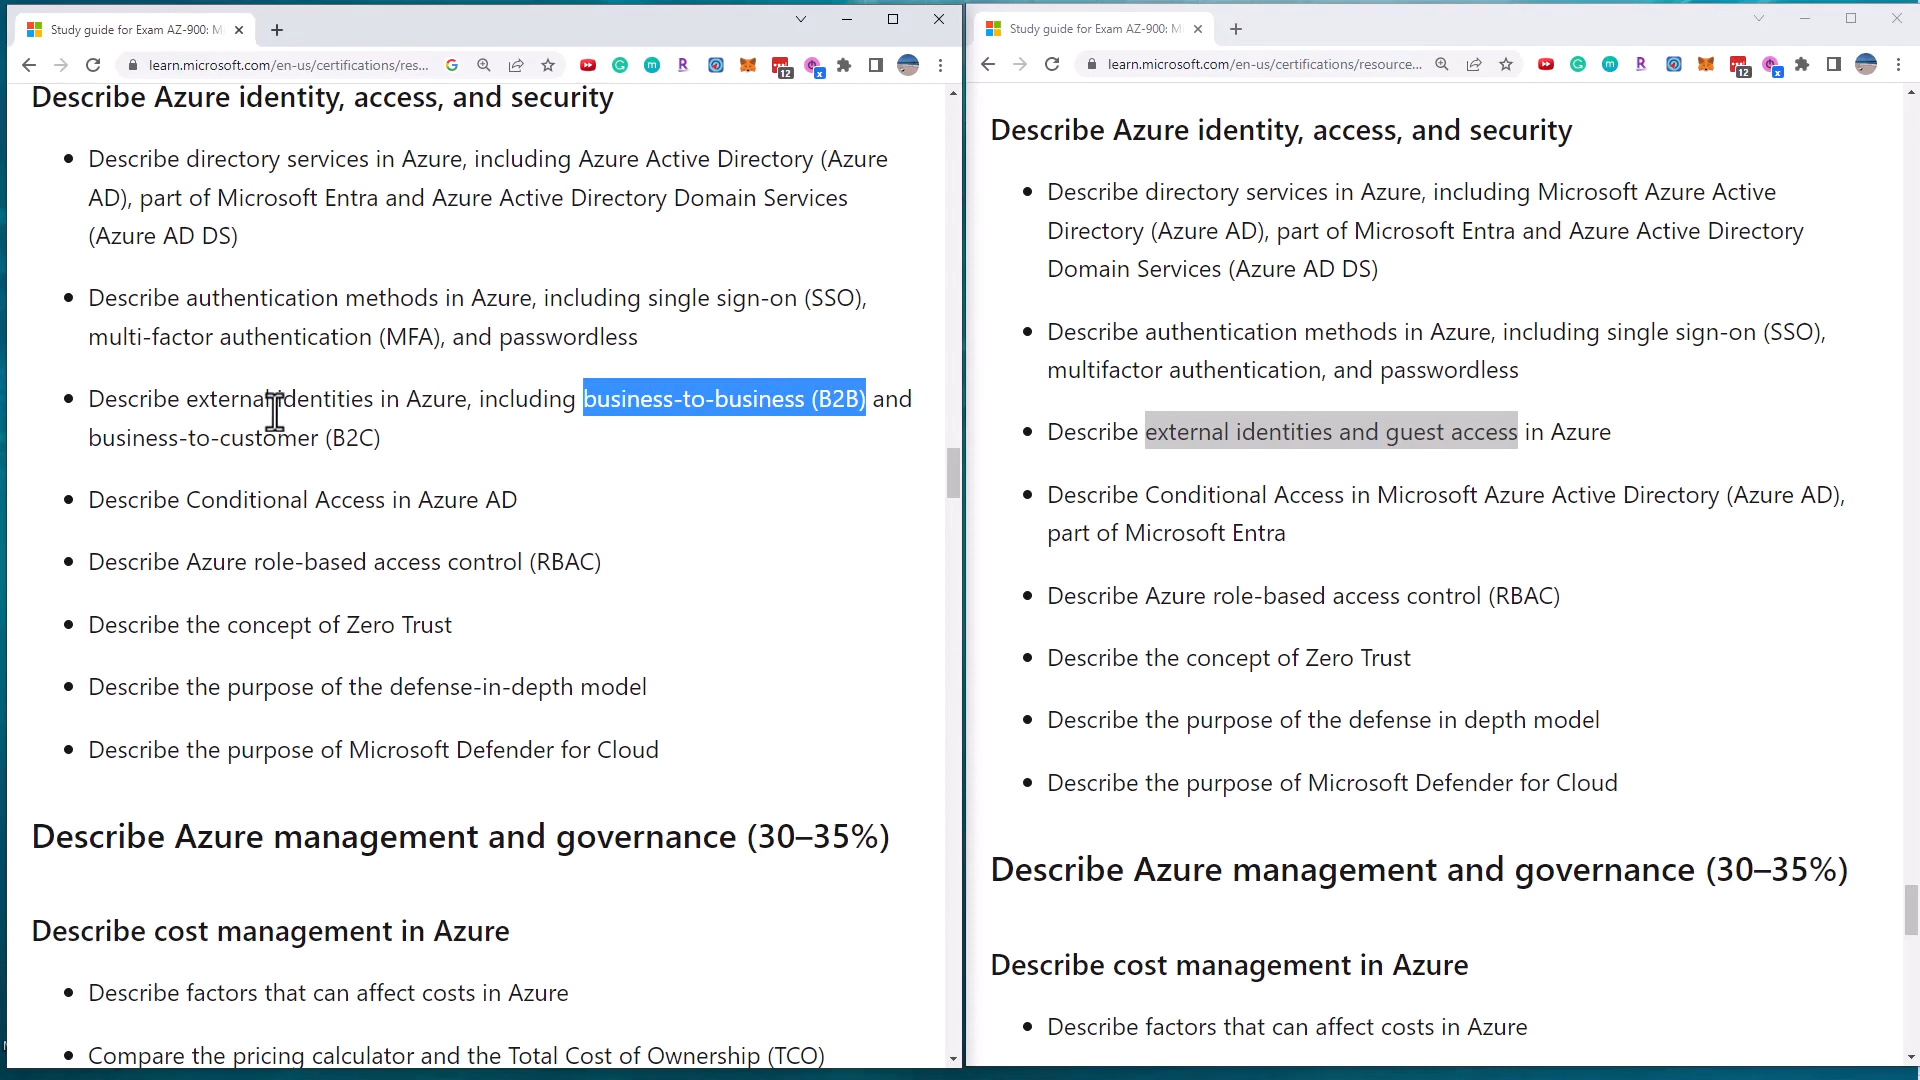 Study guide for Exam AZ-900: M
learn.microsoft.com/en-us/certifications/res...
12
Describe Azure identity, access, and security
Describe directory services in Azure, including Azure Active Directory (Azure
AD), part of Microsoft Entra and Azure Active Directory Domain Services
(Azure AD DS)
Describe authentication methods in Azure, including single sign-on (SSO),
multi-factor authentication (MFA), and passwordless
Describe external identities in Azure, including business-to-business (B2B) and
business-to-customer (B2C)
Describe Conditional Access in Azure AD
Describe Azure role-based access control (RBAC)
Describe the concept of Zero Trust
Describe the purpose of the defense-in-depth model
Describe the purpose of Microsoft Defender for Cloud
Describe Azure management and governance (30–35%)
Describe cost management in Azure
Describe factors that can affect costs in Azure
Compare the pricing calculator and the Total Cost of Ownership (TCO)
Study guide for Exam AZ-900: M
learn.microsoft.com/en-us/certifications/resource...
12
Describe Azure identity, access, and security
Describe directory services in Azure, including Microsoft Azure Active
Directory (Azure AD), part of Microsoft Entra and Azure Active Directory
Domain Services (Azure AD DS)
Describe authentication methods in Azure, including single sign-on (SSO),
multifactor authentication, and passwordless
Describe external identities and guest access in Azure
Describe Conditional Access in Microsoft Azure Active Directory (Azure AD),
part of Microsoft Entra
Describe Azure role-based access control (RBAC)
Describe the concept of Zero Trust
Describe the purpose of the defense in depth model
Describe the purpose of Microsoft Defender for Cloud
Describe Azure management and governance (30–35%)
Describe cost management in Azure
Describe factors that can affect costs in Azure